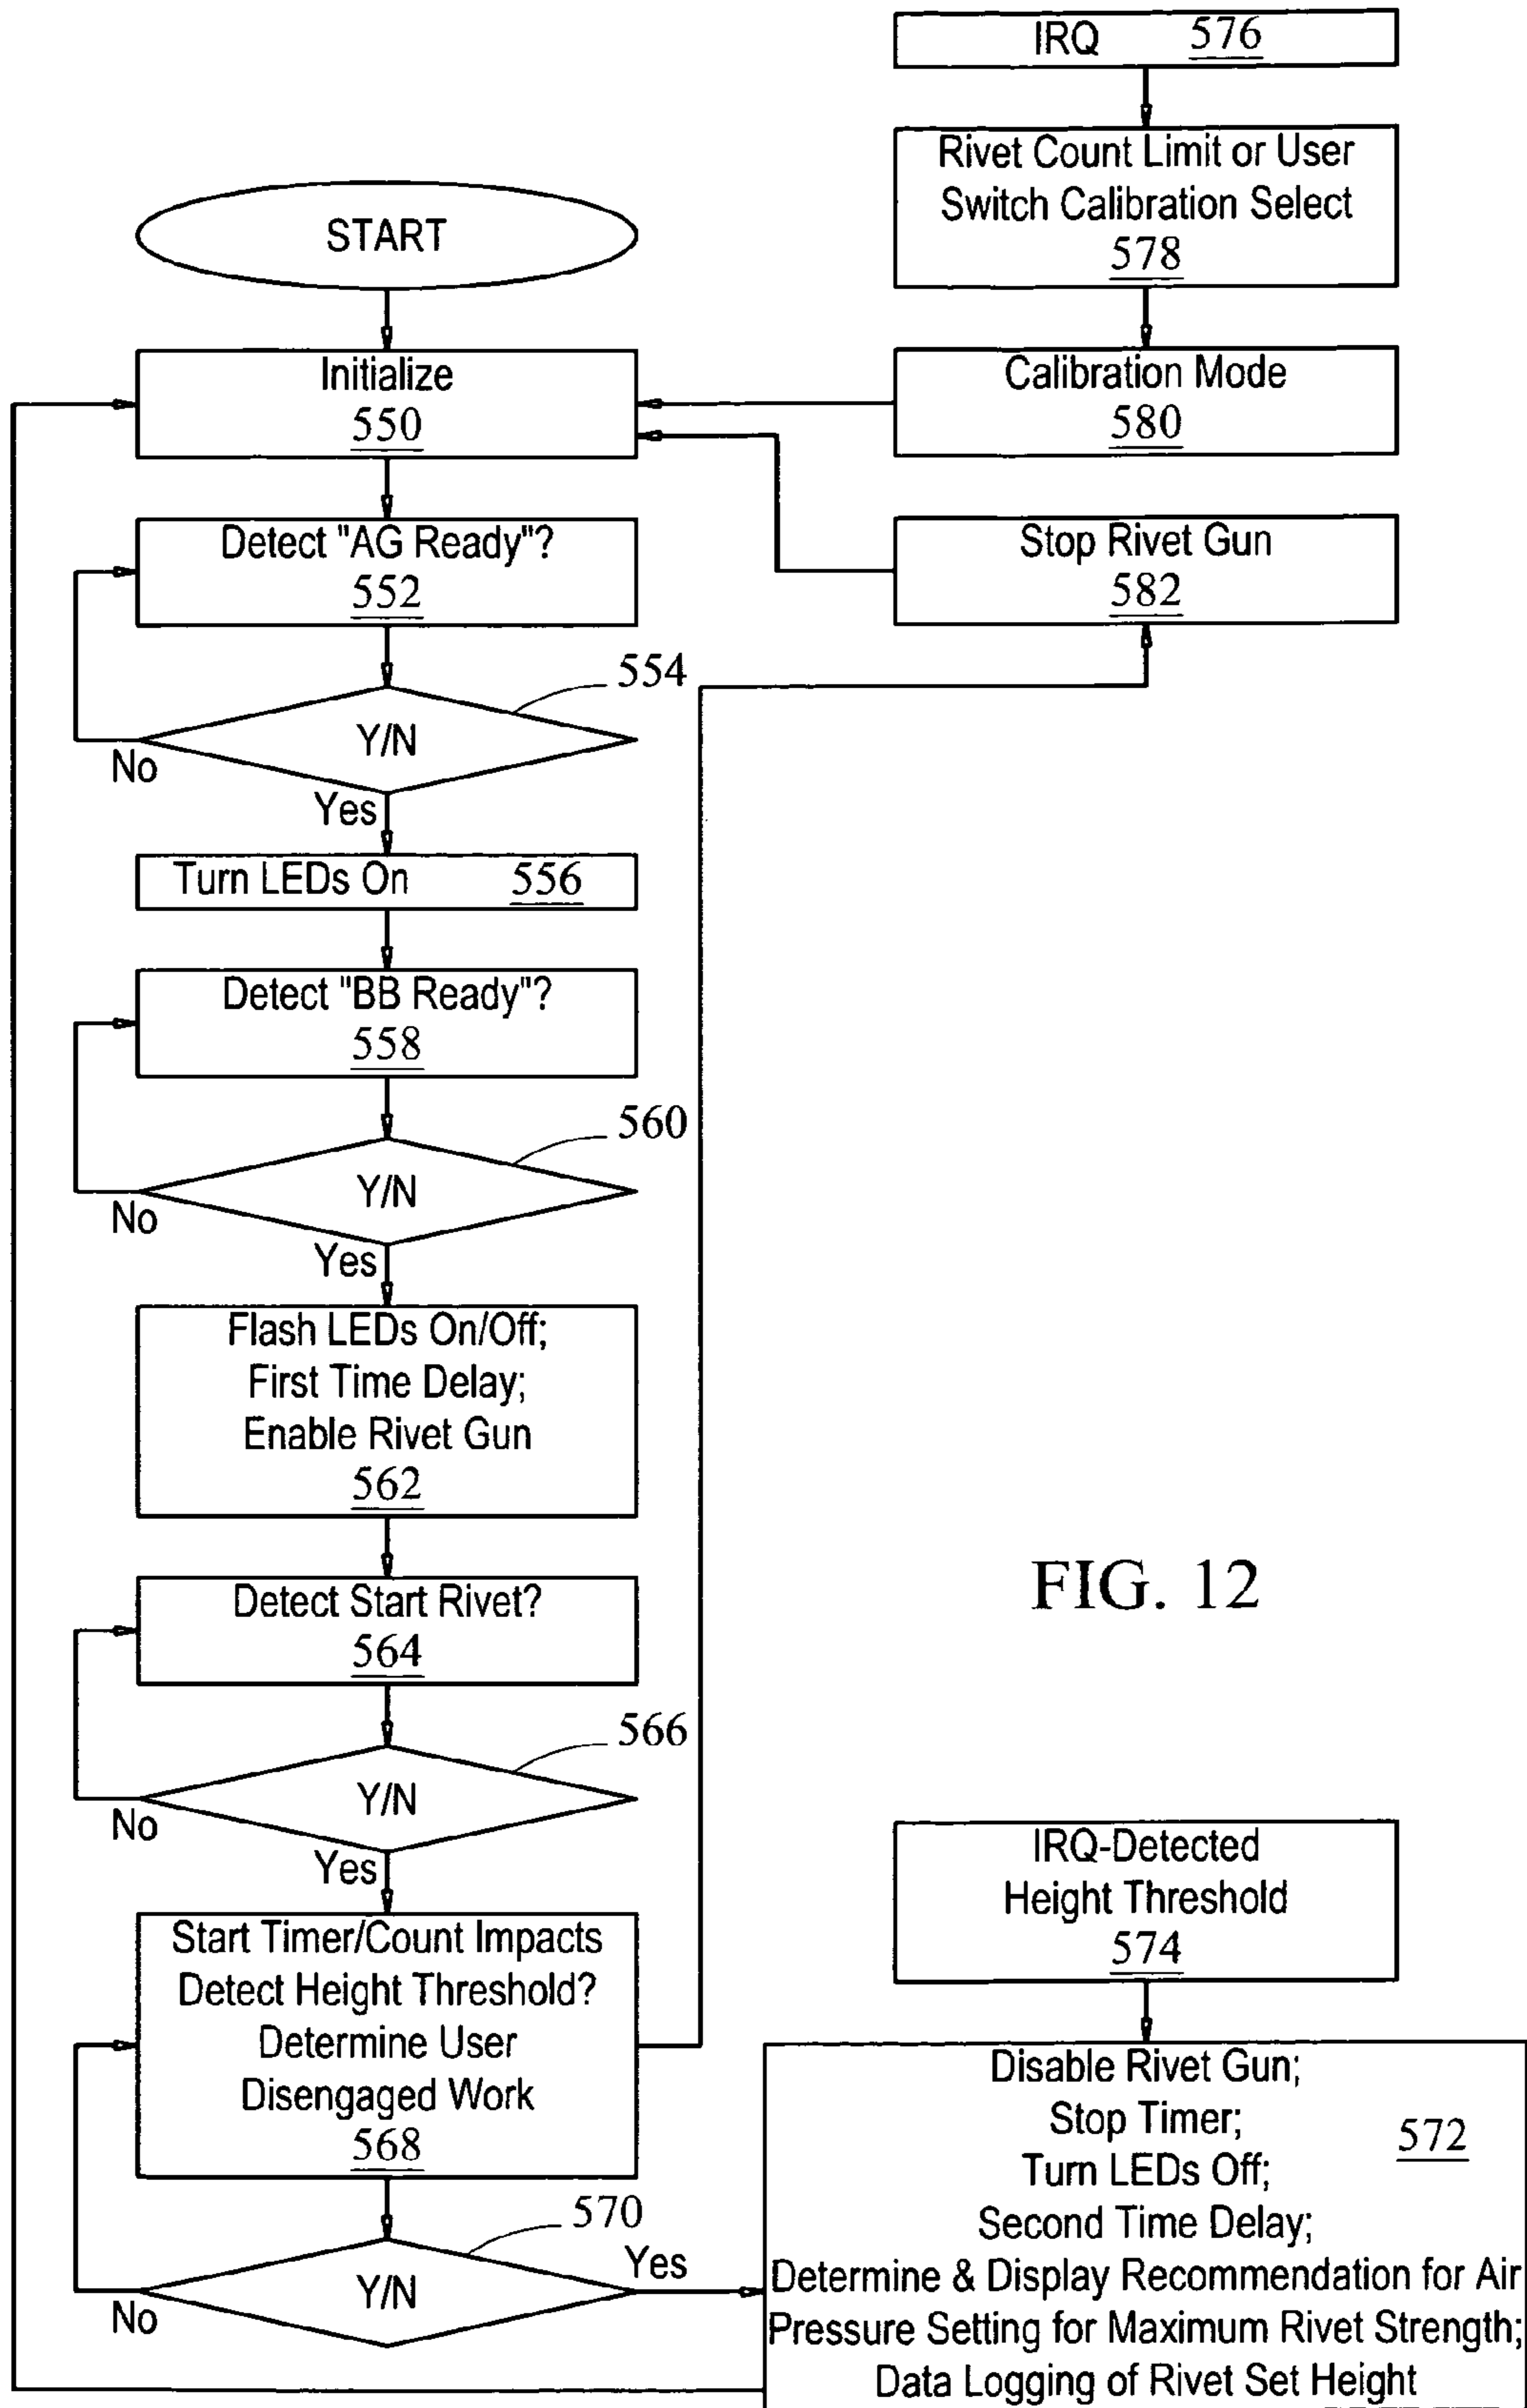 START
Initialize
550
Detect "AG Ready"?
552
554
Y/N
No
Yes
Turn LEDs On 556
Detect "BB Ready"?
558
560
Y/N
No
Yes
Flash LEDs On/Off;
First Time Delay;
Enable Rivet Gun
562
Detect Start Rivet?
564
566
Y/N
No
Yes
Start Timer/Count Impacts
Detect Height Threshold?
Determine User
Disengaged Work
568
570
Y/N
No
Yes
IRQ 576
Rivet Count Limit or User
Switch Calibration Select
578
Calibration Mode
580
Stop Rivet Gun
582
FIG. 12
IRQ-Detected
Height Threshold
574
Disable Rivet Gun;
Stop Timer;
572
Turn LEDs Off;
Second Time Delay;
Determine & Display Recommendation for Air
Pressure Setting for Maximum Rivet Strength;
Data Logging of Rivet Set Height